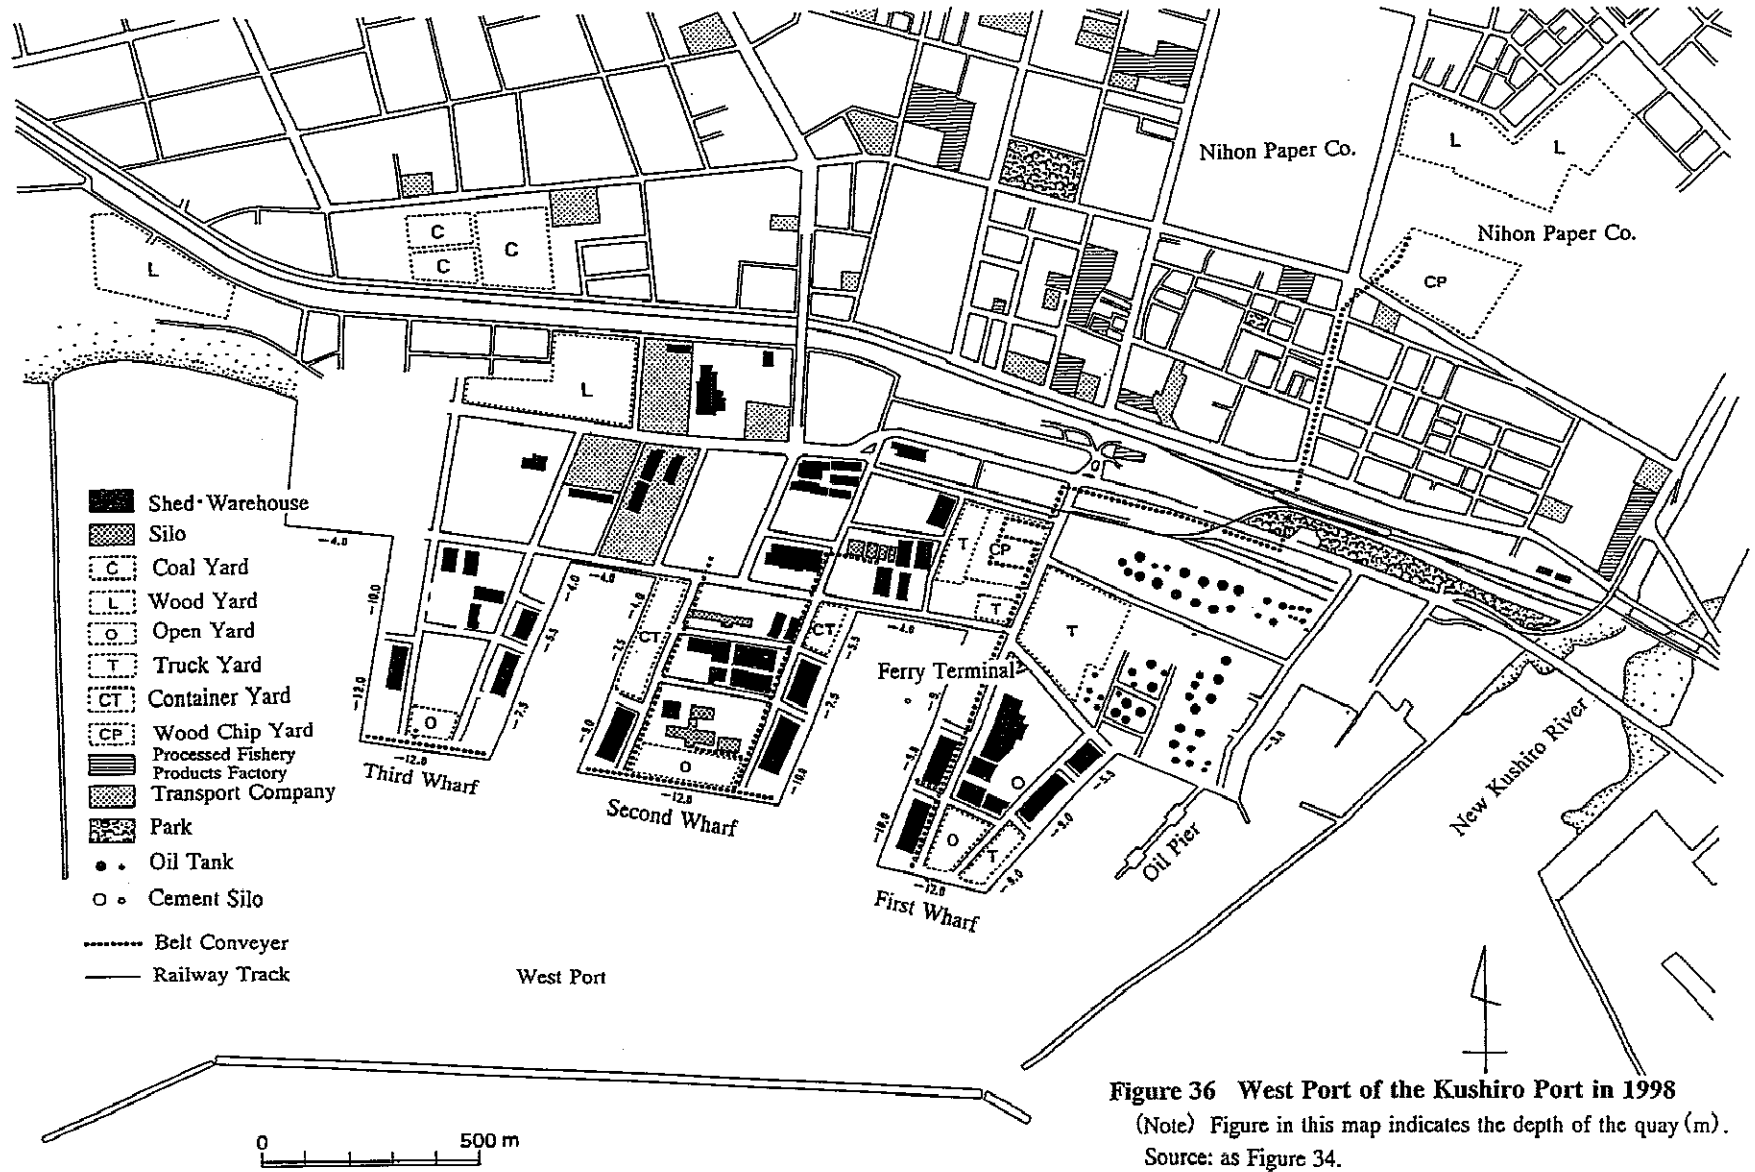 Nihon Paper Co.
L
L
Nihon Paper Co.
CP
C
C
C
L
L
Shed·Warehouse
Silo
C Coal Yard
L Wood Yard
O Open Yard
T Truck Yard
CT Container Yard
CP Wood Chip Yard
Processed Fishery
Products Factory
Transport Company
Park
Oil Tank
Cement Silo
Belt Conveyer
Railway Track
-4.0
-10.0
-12.0
-12.0
O
-4.0
-5.5
-7.5
Third Wharf
-4.0
-4.0
-7.5
-9.0
CT
CT
-5.5
-7.5
-10.0
O
-12.0
Second Wharf
T
CP
T
T
-4.0
Ferry Terminal
-9.0
-10.0
O
O
T
-5.5
-9.0
-9.0
-12.0
First Wharf
Oil Pier
-3.0
New Kushiro River
West Port
0 500 m
Figure 36 West Port of the Kushiro Port in 1998
(Note) Figure in this map indicates the depth of the quay (m).
Source: as Figure 34.